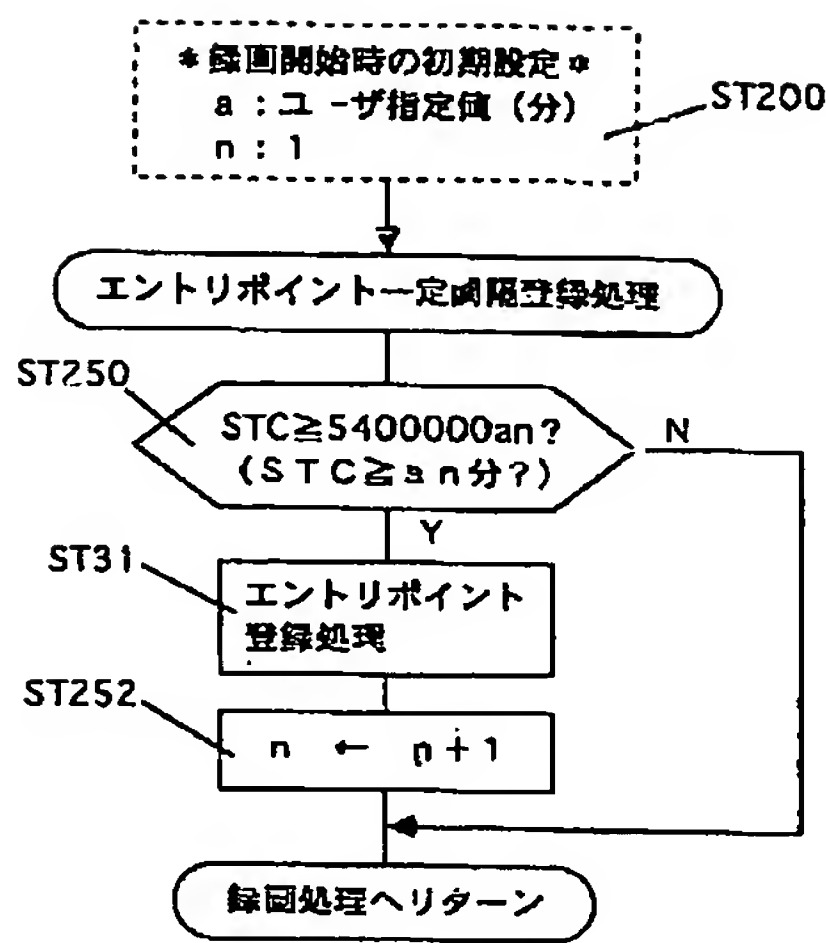 *録画開始時の初期設定*
a:ユーザ指定値(分)
n:1
ST200
エントリポイント一定間隔登録処理
ST250
STC≧5400000an?
(STC≧an分?)
N
Y
ST31
エントリポイント
登録処理
ST252
n ← n+1
録画処理へリターン